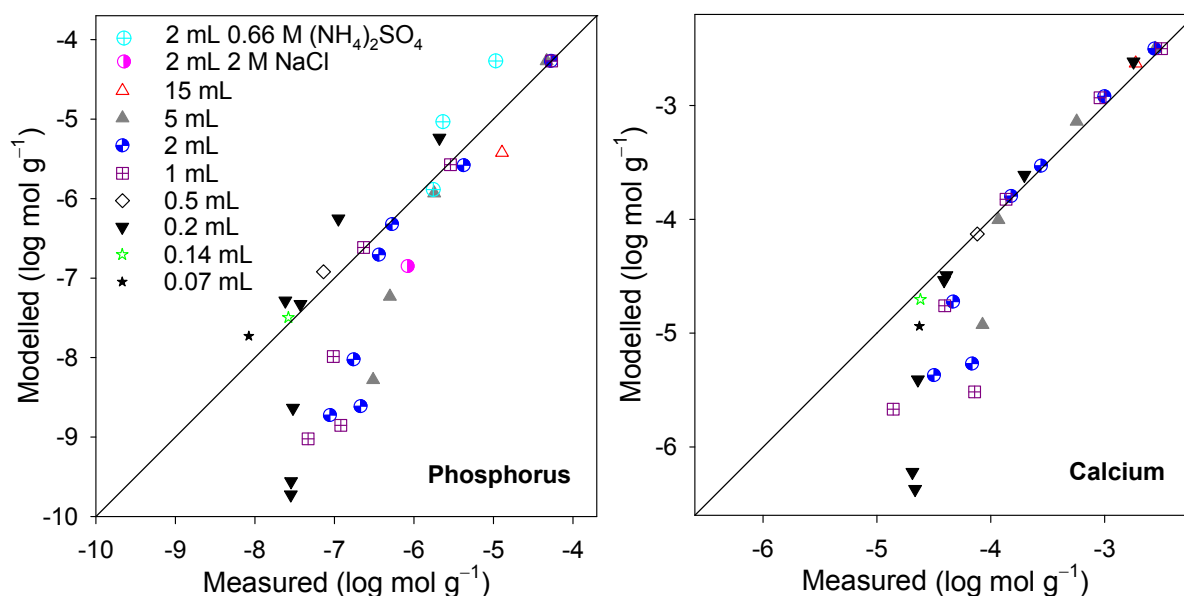 2 mL 0.66 M (NH₄)₂SO₄
2 mL 2 M NaCl
15 mL
5 mL
2 mL
1 mL
0.5 mL
0.2 mL
0.14 mL
0.07 mL
Phosphorus
Modelled (log mol g⁻¹)
-4
-5
-6
-7
-8
-9
-10
-10 -9 -8 -7 -6 -5 -4
Measured (log mol g⁻¹)
Calcium
Modelled (log mol g⁻¹)
-3
-4
-5
-6
-6 -5 -4 -3
Measured (log mol g⁻¹)